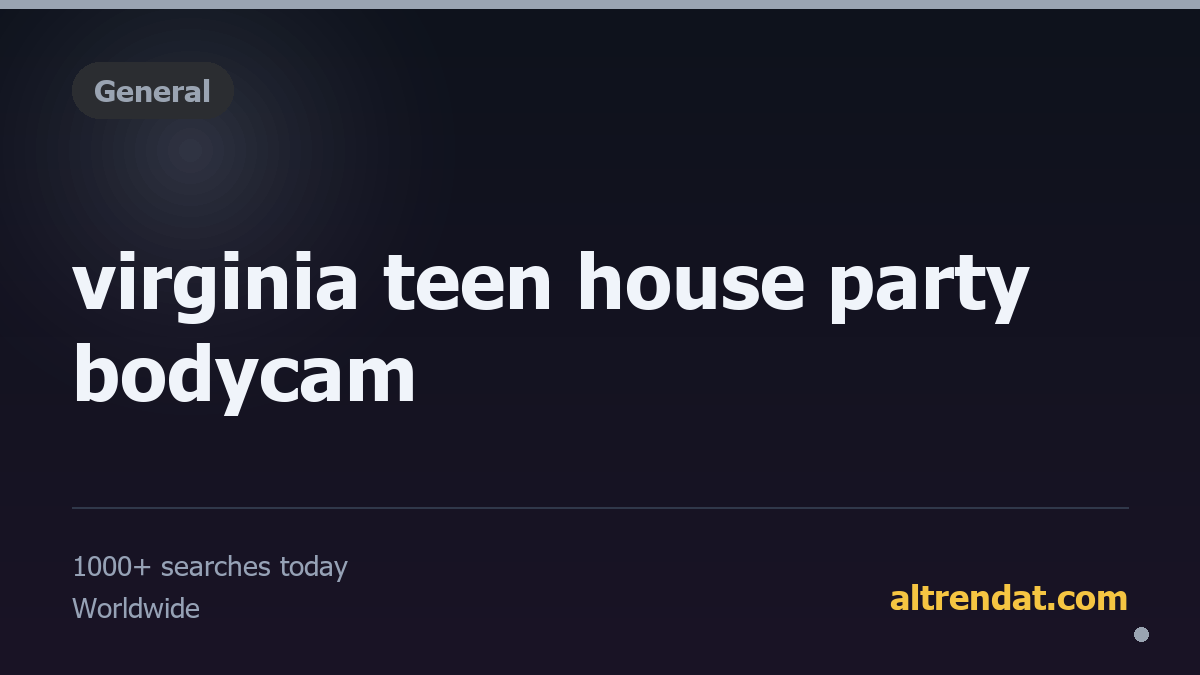 General
virginia teen house party
bodycam
1000+ searches today
Worldwide
altrendat.com